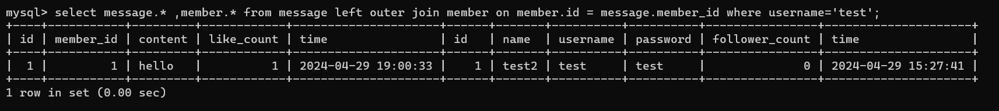 mysql> select message.* ,member.* from message left outer join member on member.id = message.member_id where username='test';
+----+-----------+---------+------------+---------------------+------+-------+----------+----------+----------------+---------------------+
| id | member_id | content | like_count | time                | id   | name  | username | password | follower_count | time                |
+----+-----------+---------+------------+---------------------+------+-------+----------+----------+----------------+---------------------+
|  1 |         1 | hello   |          1 | 2024-04-29 19:00:33 |    1 | test2 | test     | test     |              0 | 2024-04-29 15:27:41 |
+----+-----------+---------+------------+---------------------+------+-------+----------+----------+----------------+---------------------+
1 row in set (0.00 sec)